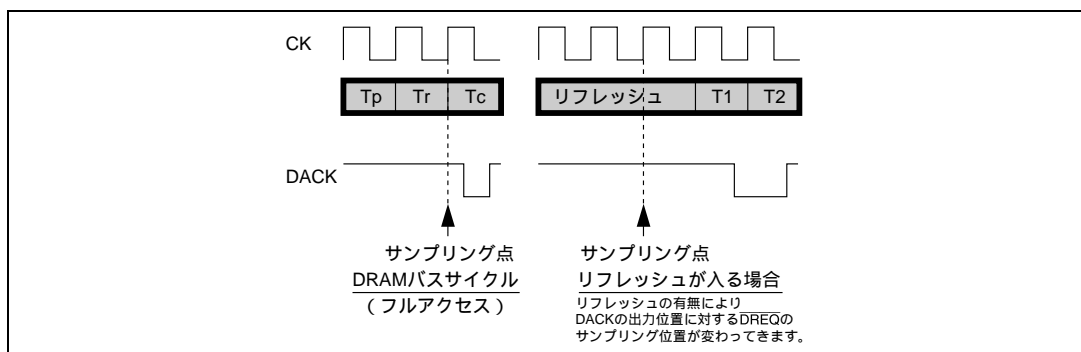 CK
Tp Tr Tc リフレッシュ T1 T2
DACK
サンプリング点
DRAMバスサイクル
(フルアクセス)
サンプリング点
リフレッシュが入る場合
リフレッシュの有無により
DACKの出力位置に対するDREQの
サンプリング位置が変わってきます。